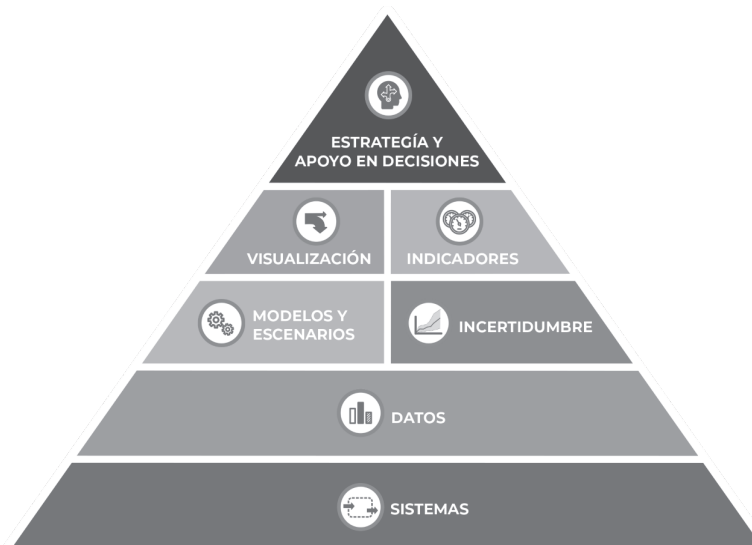 ESTRATEGÍA Y
APOYO EN DECISIONES
VISUALIZACIÓN
INDICADORES
MODELOS Y
ESCENARIOS
INCERTIDUMBRE
DATOS
SISTEMAS